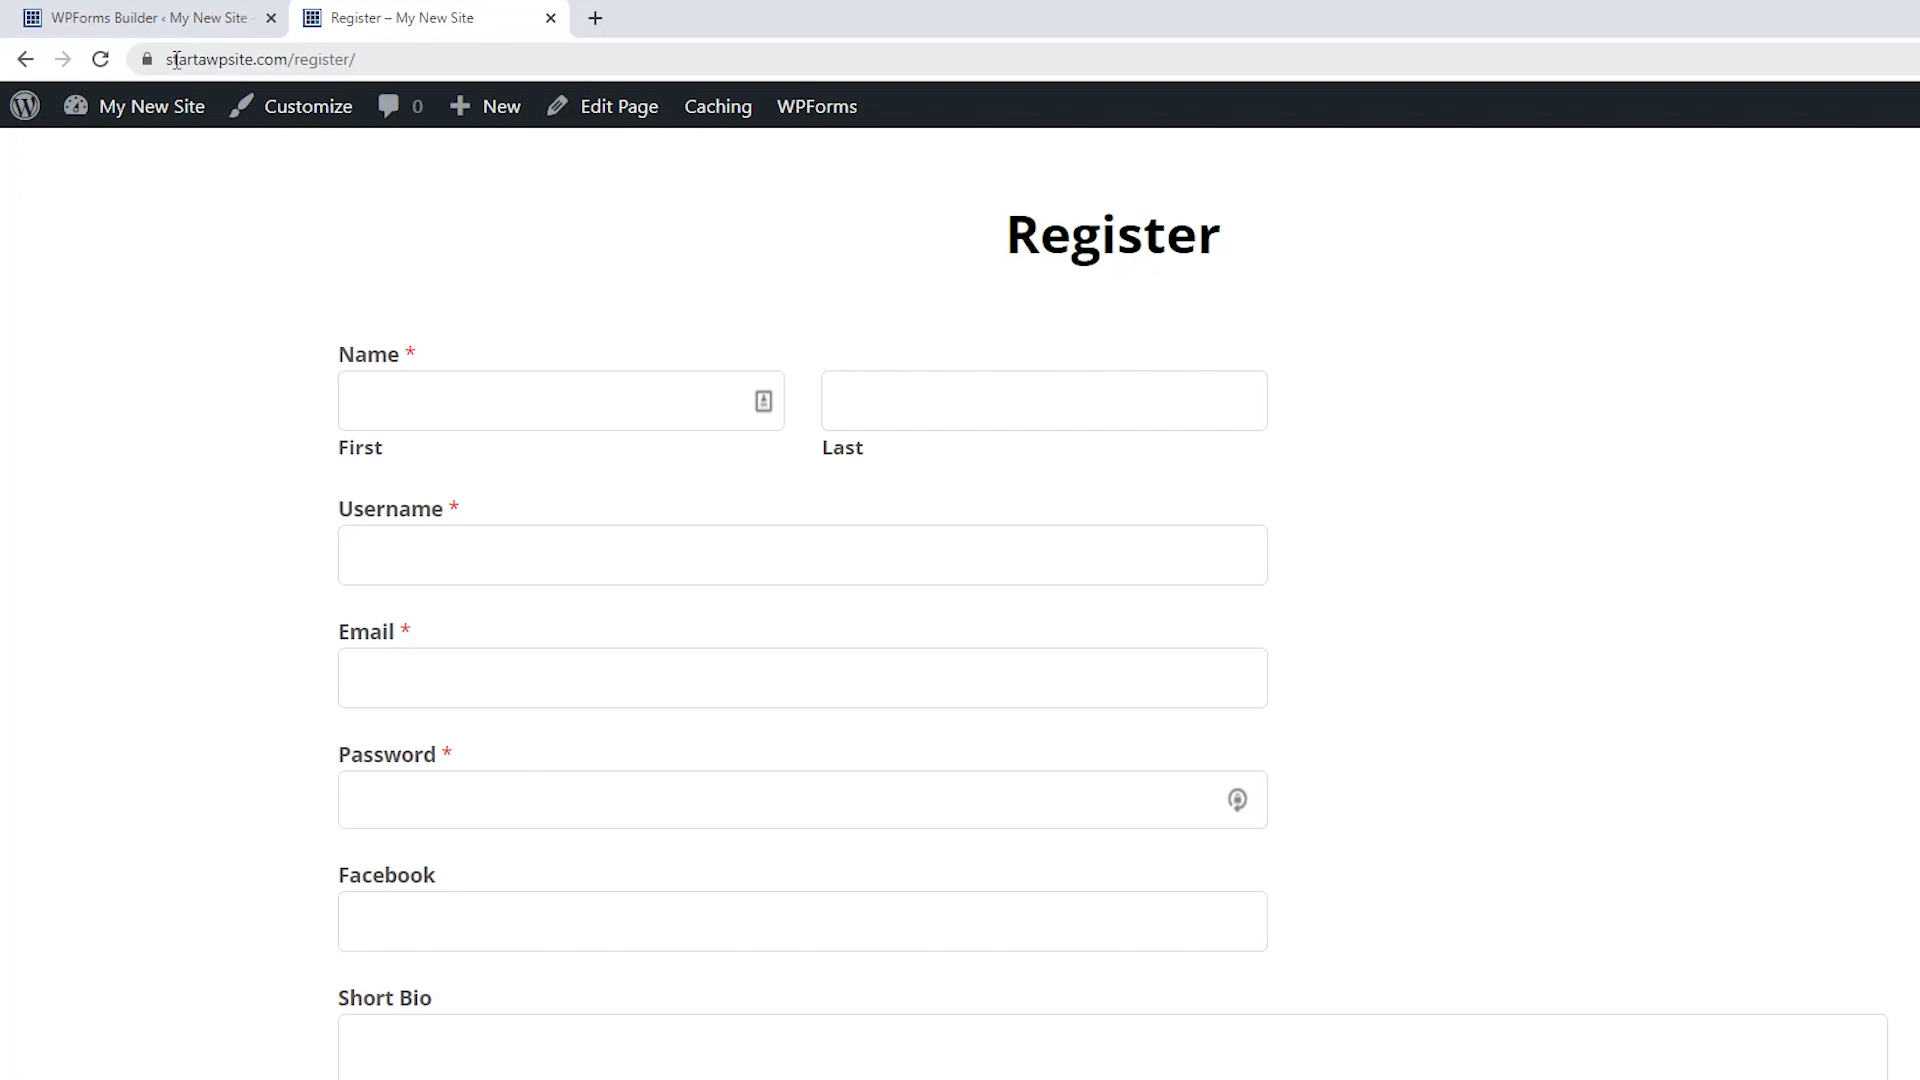 WPForms Builder ‹ My New Site -
Register – My New Site
startawpsite.com/register/
My New Site
Customize
0
New
Edit Page
Caching
WPForms
Register
Name *
First
Last
Username *
Email *
Password *
Facebook
Short Bio